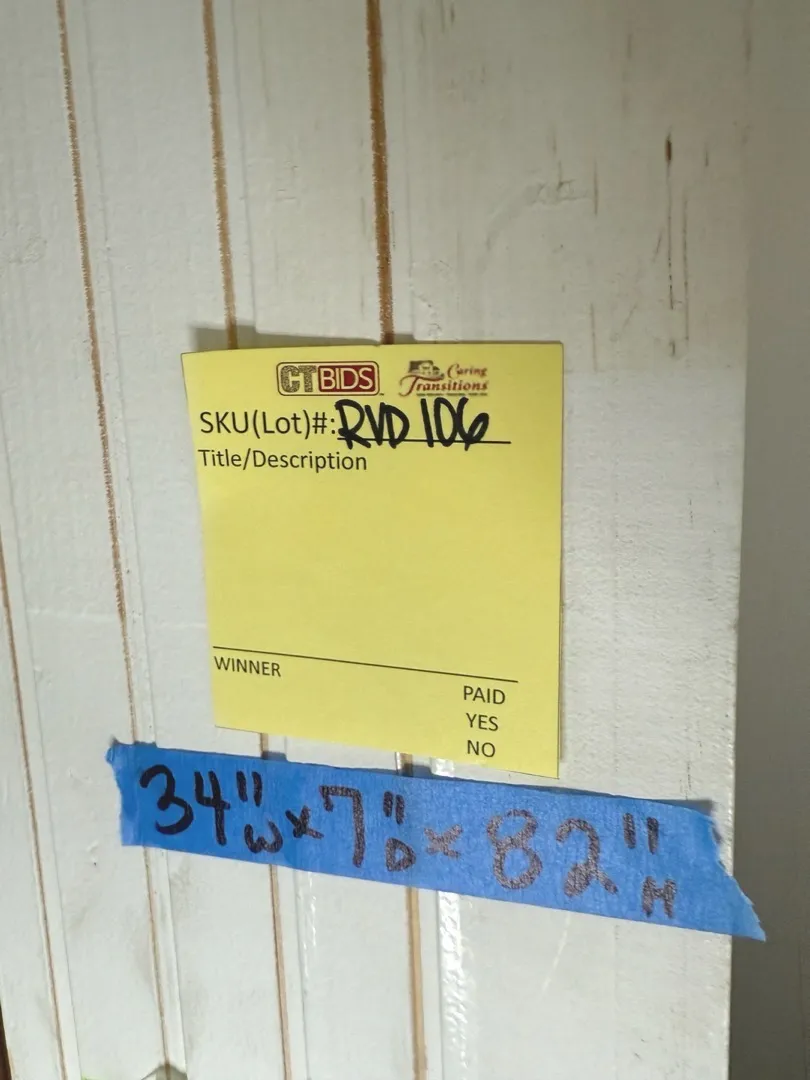 CTBIDS
Caring
Transitions
SKU(Lot)#: RVD 106
Title/Description
WINNER
PAID
YES
NO
34"W x 7"D x 82"H